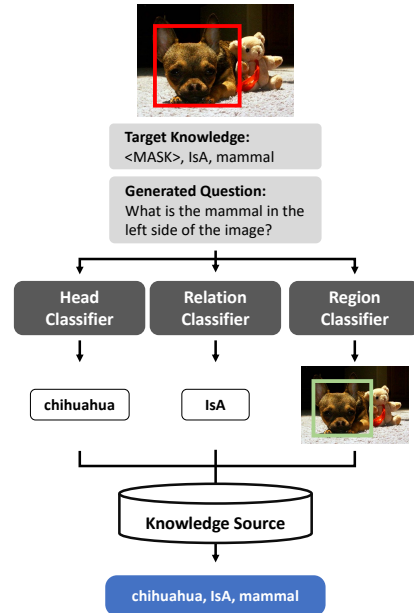 Target Knowledge:
<MASK>, IsA, mammal
Generated Question:
What is the mammal in the
left side of the image?
Head
Classifier
Relation
Classifier
Region
Classifier
chihuahua
IsA
Knowledge Source
chihuahua, IsA, mammal